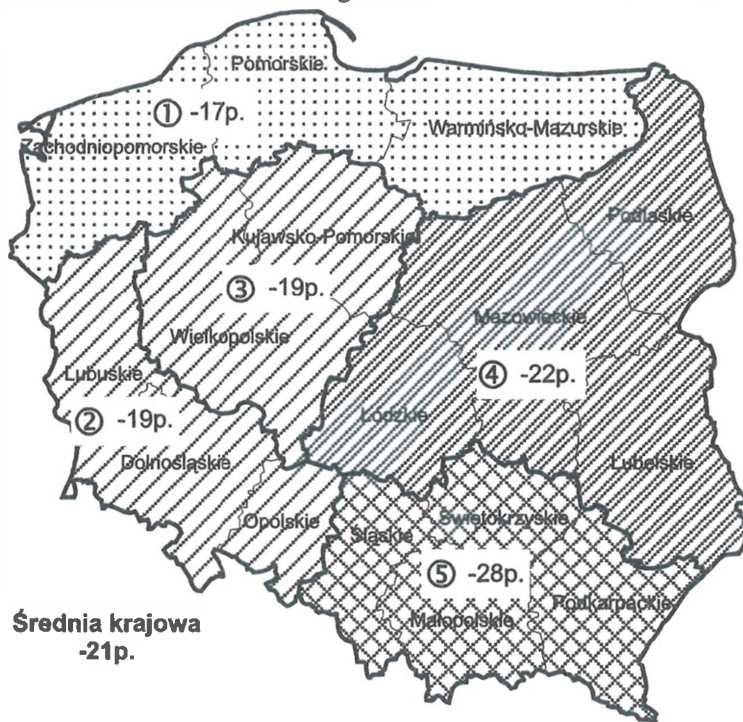 Pomorskie
① -17p.
Warmińsko-Mazurskie
Zachodniopomorskie
Podlaskie
Kujawsko-Pomorskie
③ -19p.
Mazowieckie
Wielkopolskie
Lubuskie
④ -22p.
Łódzkie
② -19p.
Dolnośląskie
Lubelskie
Opolskie
Śląskie
Świętokrzyskie
⑤ -28p.
Podkarpackie
Małopolskie
Średnia krajowa
-21p.